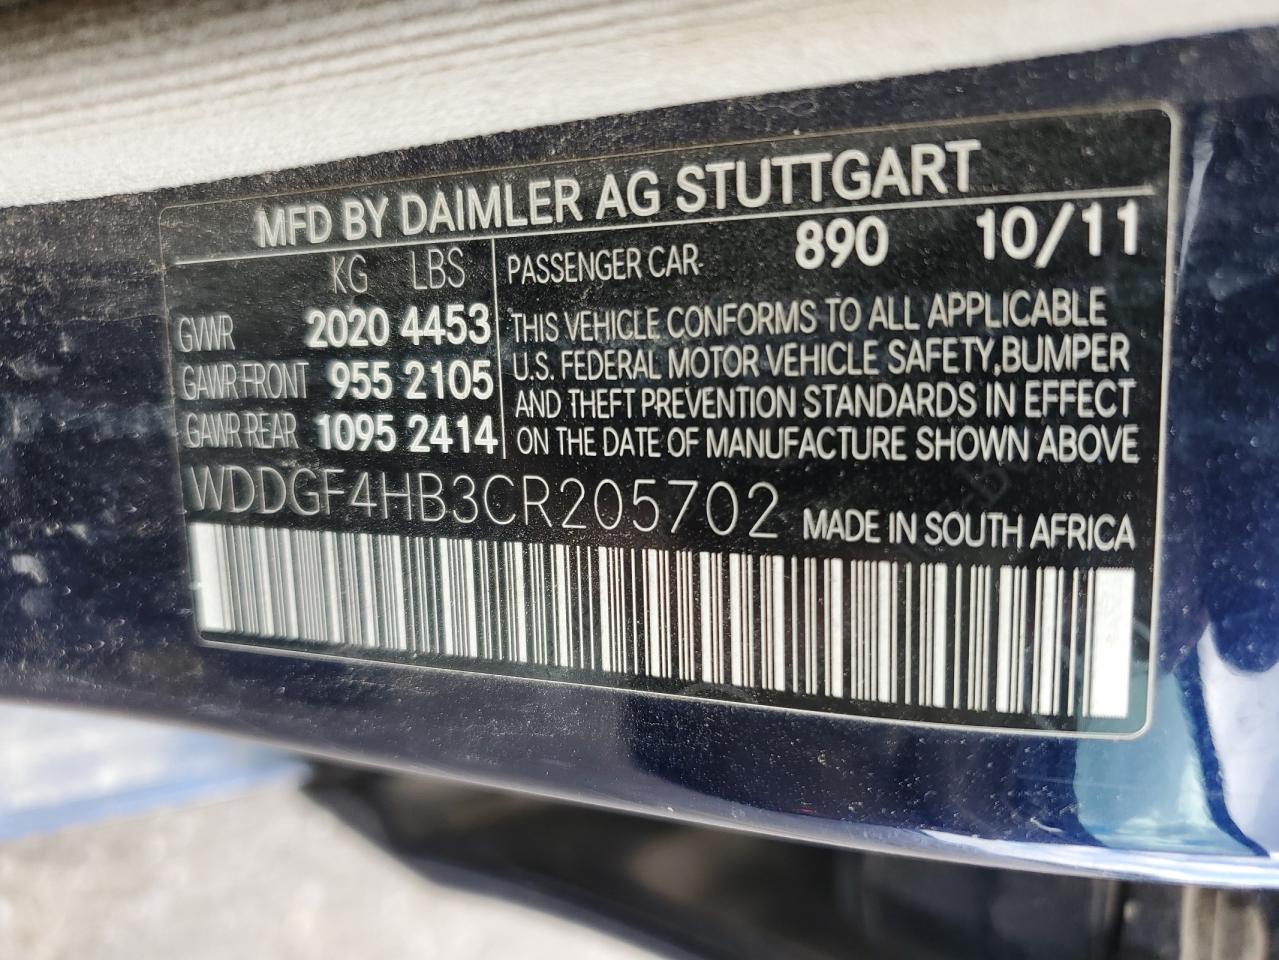 MFD BY DAIMLER AG STUTTGART
KG LBS
GVWR 2020 4453
GAWR FRONT 955 2105
GAWR REAR 1095 2414
PASSENGER CAR- 890 10/11
THIS VEHICLE CONFORMS TO ALL APPLICABLE
U.S. FEDERAL MOTOR VEHICLE SAFETY,BUMPER
AND THEFT PREVENTION STANDARDS IN EFFECT
ON THE DATE OF MANUFACTURE SHOWN ABOVE
WDDGF4HB3CR205702 MADE IN SOUTH AFRICA